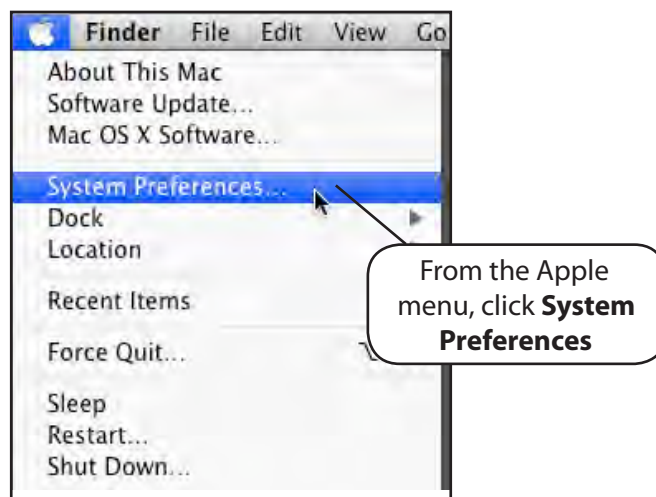 Finder File Edit View Go
About This Mac
Software Update...
Mac OS X Software...
System Preferences...
Dock
Location
Recent Items
Force Quit...
Sleep
Restart...
Shut Down...
From the Apple
menu, click System
Preferences